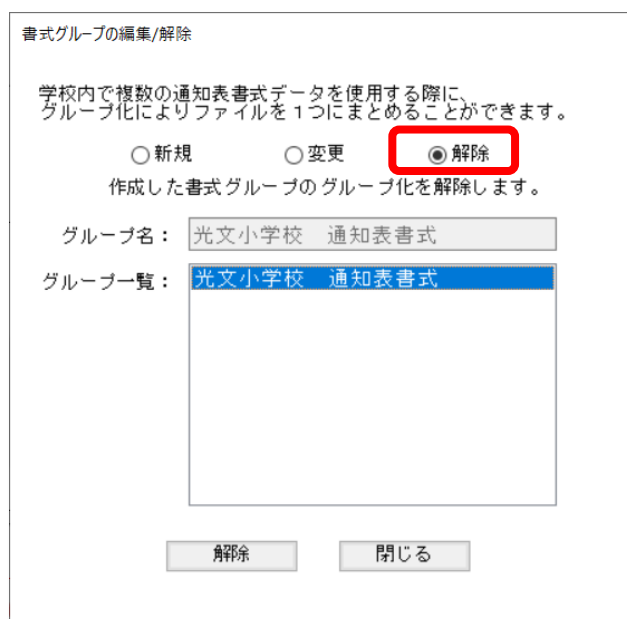 書式グループの編集/解除
学校内で複数の通知表書式データを使用する際に、
グループ化によりファイルを１つにまとめることができます。
新規 変更 解除
作成した書式グループのグループ化を解除します。
グループ名： 光文小学校　通知表書式
グループ一覧： 光文小学校　通知表書式
解除 閉じる